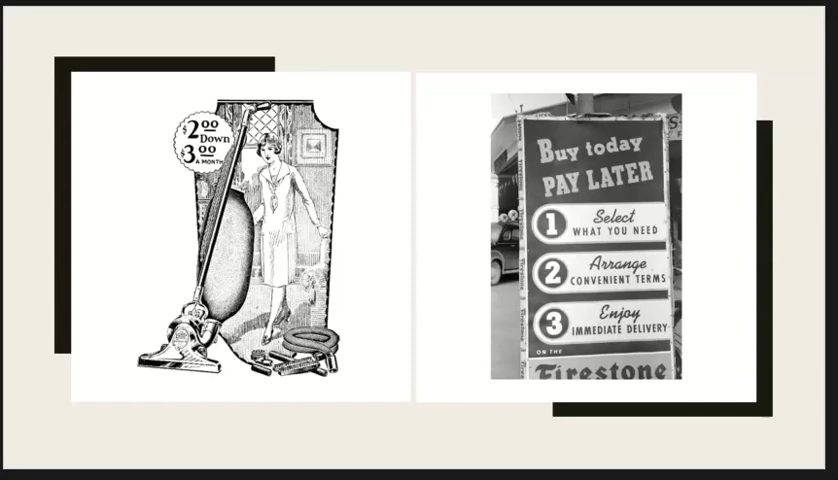 $2 00
Down
$3 00
A MONTH
Buy today
PAY LATER
1
Select
WHAT YOU NEED
2
Arrange
CONVENIENT TERMS
3
Enjoy
IMMEDIATE DELIVERY
ON THE
Firestone